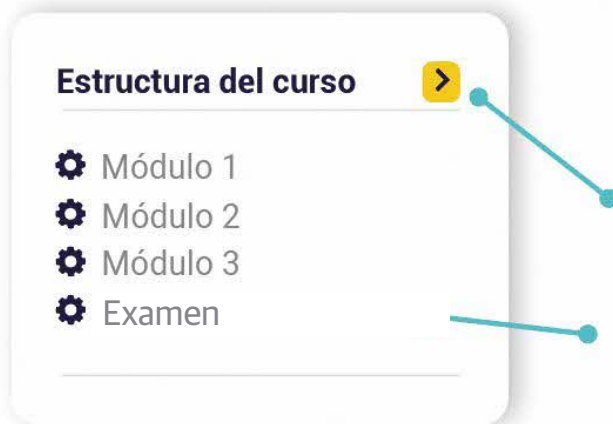 Estructura del curso
Módulo 1
Módulo 2
Módulo 3
Examen